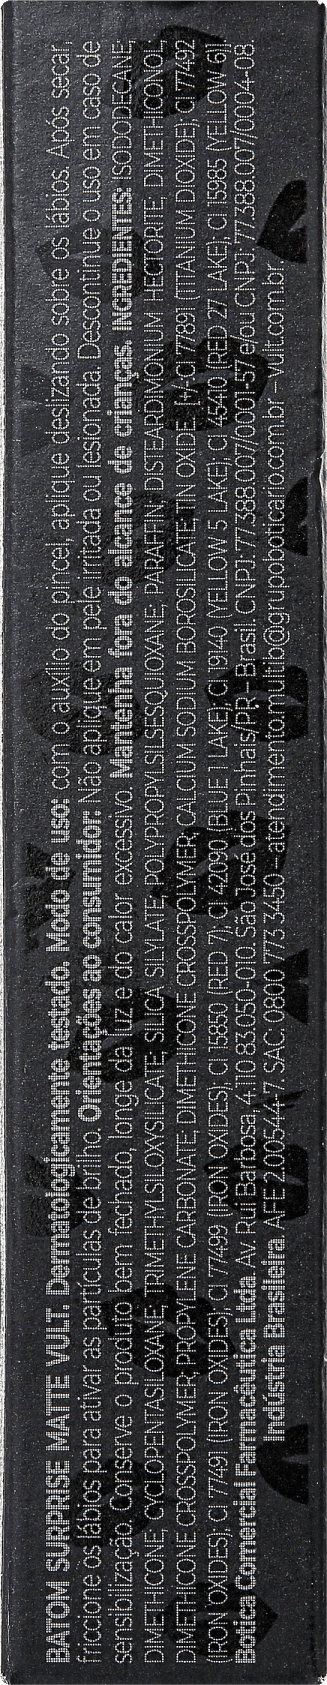 BATOM SURPRISE MATTE VULT. Dermatologicamente testado. Modo de uso: com o auxílio do pincel, aplique deslizando sobre os lábios. Após secar,
friccione os lábios para ativar as partículas de brilho. Orientações ao consumidor: Não aplique em pele irritada ou lesionada. Descontinue o uso em caso de
sensibilização. Conserve o produto bem fechado, longe da luz e do calor excessivo. Mantenha fora do alcance de crianças. INGREDIENTES: ISODODECANE;
DIMETHICONE; CYCLOPENTASILOXANE; TRIMETHYLSILOXYSILICATE; SILICA SILYLATE; POLYPROPYLSILSESQUIOXANE; PARAFFIN; DISTEARDIMONIUM HECTORITE; DIMETHICONOL;
DIMETHICONE CROSSPOLYMER; PROPYLENE CARBONATE; DIMETHICONE CROSSPOLYMER; CALCIUM SODIUM BOROSILICATE; TIN OXIDE; (+/-) CI 77891 (TITANIUM DIOXIDE); CI 77492
(IRON OXIDES); CI 77491 (IRON OXIDES); CI 77499 (IRON OXIDES); CI 15850 (RED 7); CI 42090 (BLUE 1 LAKE); CI 19140 (YELLOW 5 LAKE); CI 45410 (RED 27 LAKE); CI 15985 (YELLOW 6).
Botica Comercial Farmacêutica Ltda. Av. Rui Barbosa, 4.110 83.050-010. São José dos Pinhais/PR – Brasil. CNPJ: 77.388.007/0001-57 e/ou CNPJ: 77.388.007/0004-08.
Indústria Brasileira. AFE 2.00544-7. SAC: 0800 773 3450 – atendimento.multib@grupoboticario.com.br – vult.com.br